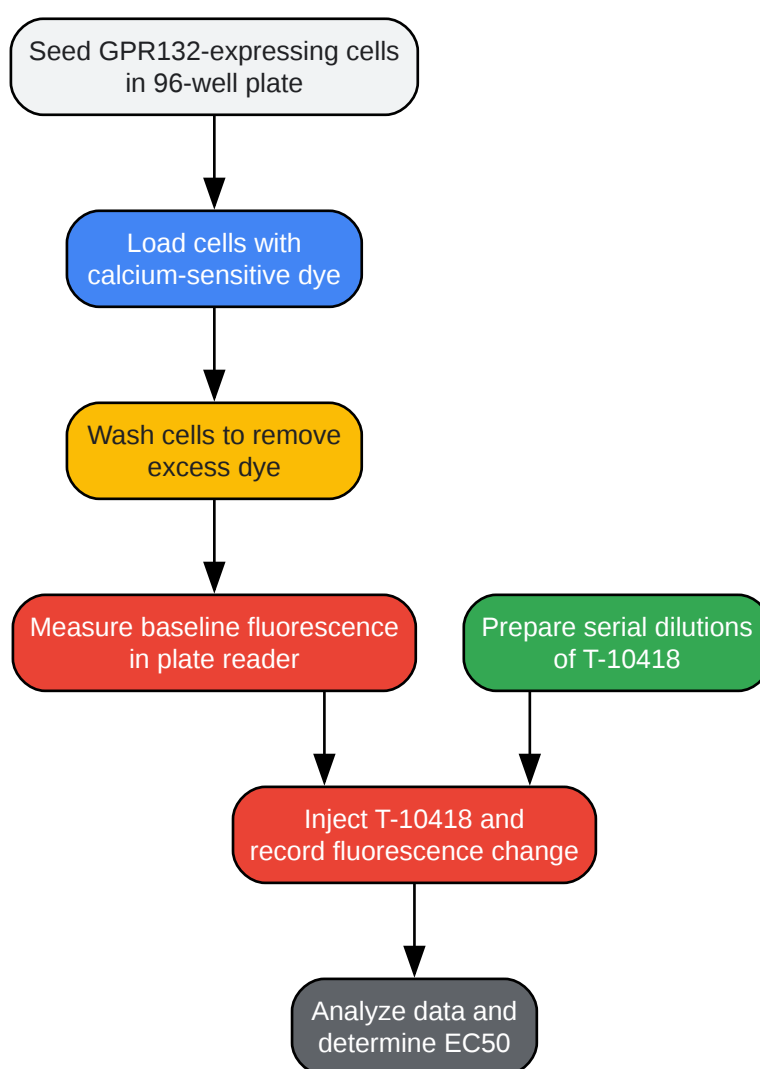 Seed GPR132-expressing cells
in 96-well plate
Load cells with
calcium-sensitive dye
Wash cells to remove
excess dye
Measure baseline fluorescence
in plate reader
Prepare serial dilutions
of T-10418
Inject T-10418 and
record fluorescence change
Analyze data and
determine EC50